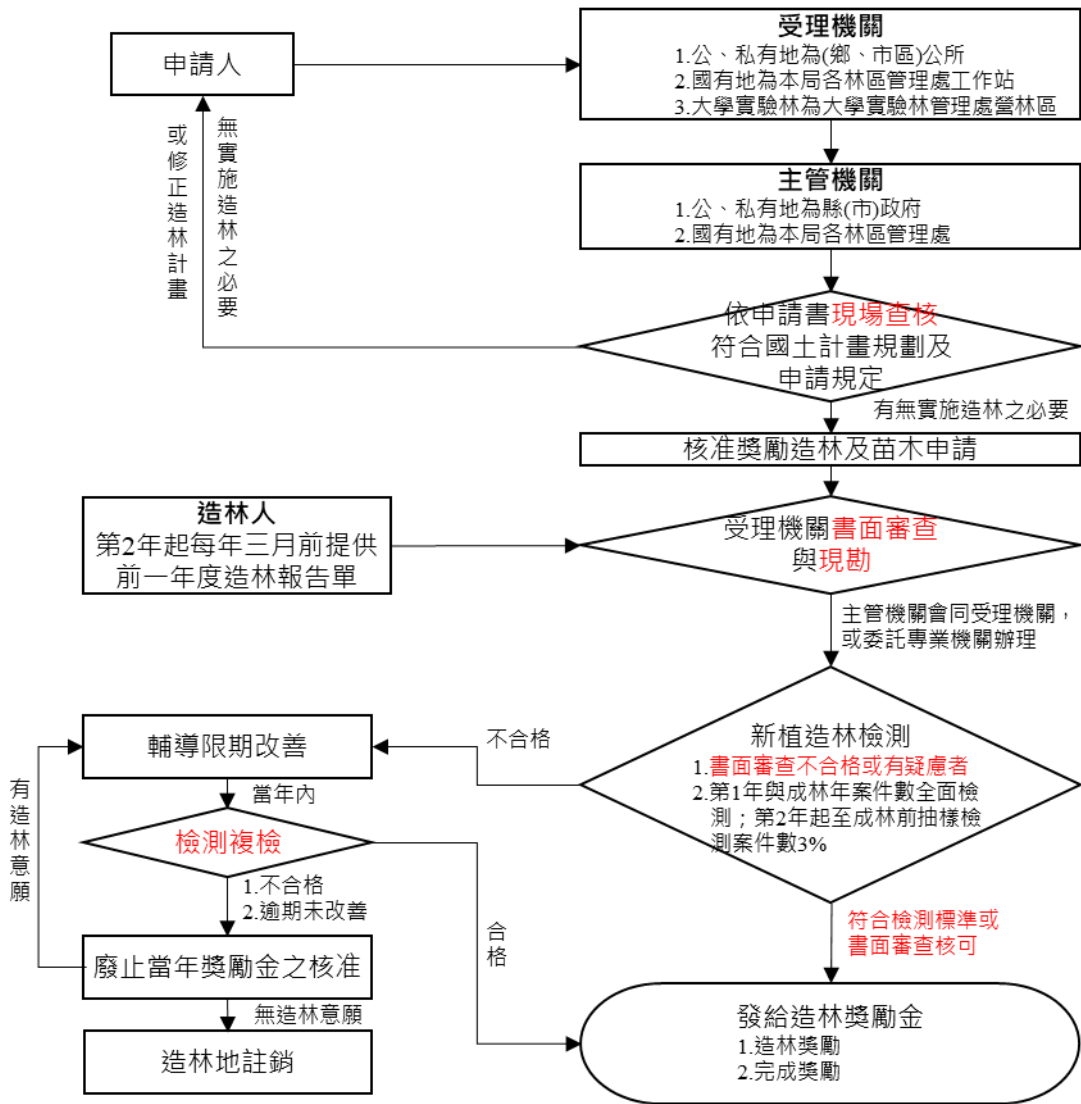 申請人
受理機關
1.公、私有地為(鄉、市區)公所
2.國有地為本局各林區管理處工作站
3.大學實驗林為大學實驗林管理處營林區
無實施造林之必要
或修正造林計畫
主管機關
1.公、私有地為縣(市)政府
2.國有地為本局各林區管理處
依申請書現場查核
符合國土計畫規劃及
申請規定
有無實施造林之必要
核准獎勵造林及苗木申請
造林人
第2年起每年三月前提供
前一年度造林報告單
受理機關書面審查
與現勘
主管機關會同受理機關，
或委託專業機關辦理
新植造林檢測
1.書面審查不合格或有疑慮者
2.第1年與成林年案件數全面檢
測；第2年起至成林前抽樣檢
測案件數3%
不合格
輔導限期改善
當年內
有造林意願
檢測複檢
1.不合格
2.逾期未改善
合格
符合檢測標準或
書面審查核可
廢止當年獎勵金之核准
無造林意願
造林地註銷
發給造林獎勵金
1.造林獎勵
2.完成獎勵